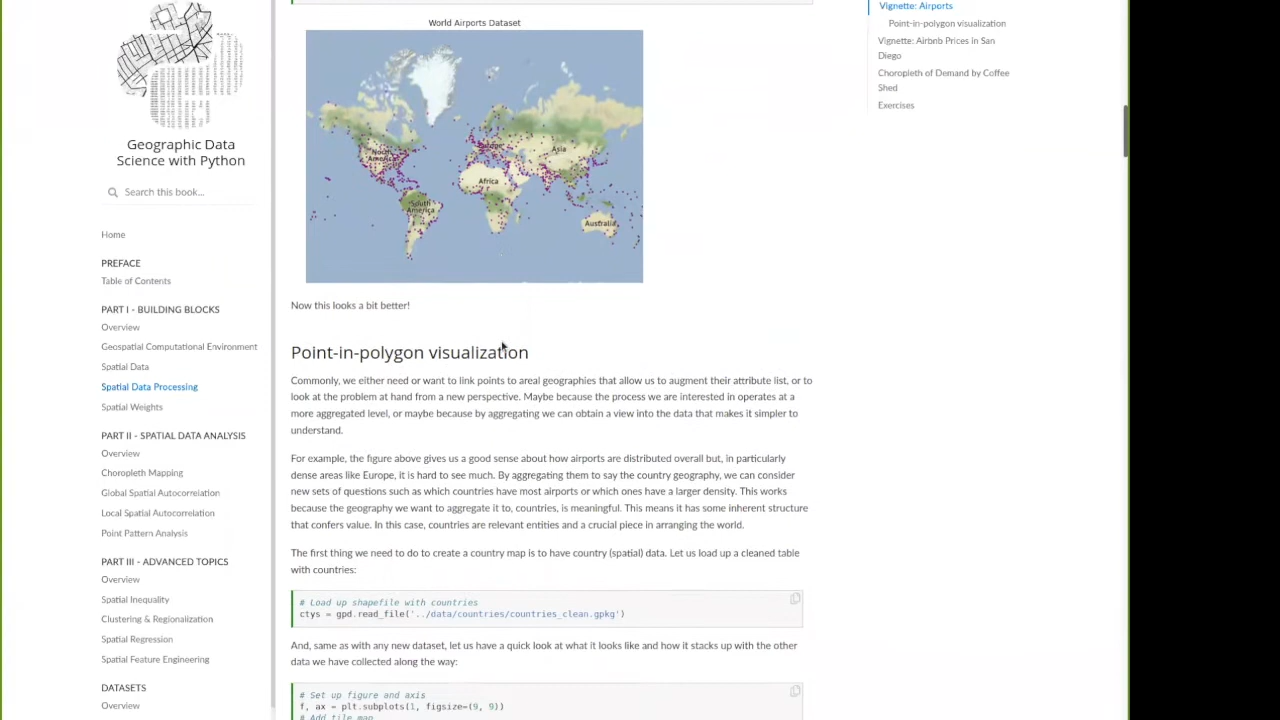 Geographic Data
Science with Python
Search this book...
Home
PREFACE
Table of Contents
PART I - BUILDING BLOCKS
Overview
Geospatial Computational Environment
Spatial Data
Spatial Data Processing
Spatial Weights
PART II - SPATIAL DATA ANALYSIS
Overview
Choropleth Mapping
Global Spatial Autocorrelation
Local Spatial Autocorrelation
Point Pattern Analysis
PART III - ADVANCED TOPICS
Overview
Spatial Inequality
Clustering & Regionalization
Spatial Regression
Spatial Feature Engineering
DATASETS
Overview
World Airports Dataset
North
America
Europe
Asia
Africa
South
America
Australia
Now this looks a bit better!
Point-in-polygon visualization
Commonly, we either need or want to link points to areal geographies that allow us to augment their attribute list, or to
look at the problem at hand from a new perspective. Maybe because the process we are interested in operates at a
more aggregated level, or maybe because by aggregating we can obtain a view into the data that makes it simpler to
understand.
For example, the figure above gives us a good sense about how airports are distributed overall but, in particularly
dense areas like Europe, it is hard to see much. By aggregating them to say the country geography, we can consider
new sets of questions such as which countries have most airports or which ones have a larger density. This works
because the geography we want to aggregate it to, countries, is meaningful. This means it has some inherent structure
that confers value. In this case, countries are relevant entities and a crucial piece in arranging the world.
The first thing we need to do to create a country map is to have country (spatial) data. Let us load up a cleaned table
with countries:
# Load up shapefile with countries
ctys = gpd.read_file('../data/countries/countries_clean.gpkg')
And, same as with any new dataset, let us have a quick look at what it looks like and how it stacks up with the other
data we have collected along the way:
# Set up figure and axis
f, ax = plt.subplots(1, figsize=(9, 9))
# Add tile map
Vignette: Airports
Point-in-polygon visualization
Vignette: Airbnb Prices in San
Diego
Choropleth of Demand by Coffee
Shed
Exercises